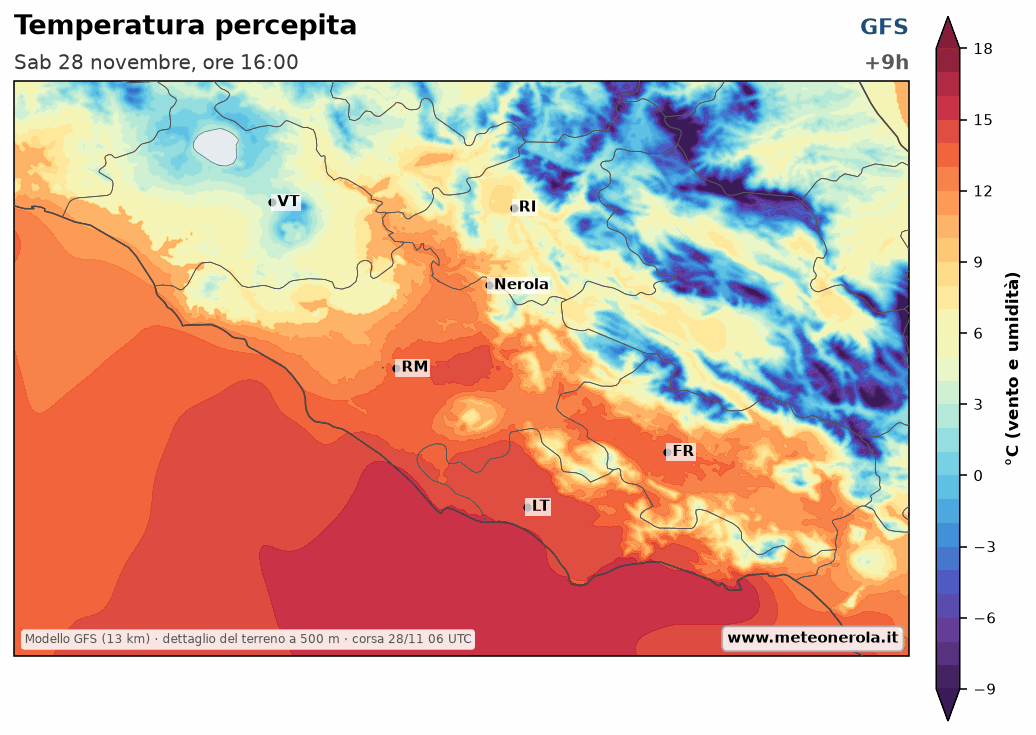 Temperatura percepita
GFS
Sab 28 novembre, ore 16:00
+9h
VT
RI
Nerola
RM
FR
LT
Modello GFS (13 km) · dettaglio del terreno a 500 m · corsa 28/11 06 UTC
www.meteonerola.it
18
15
12
9
6
3
0
−3
−6
−9
°C (vento e umidità)